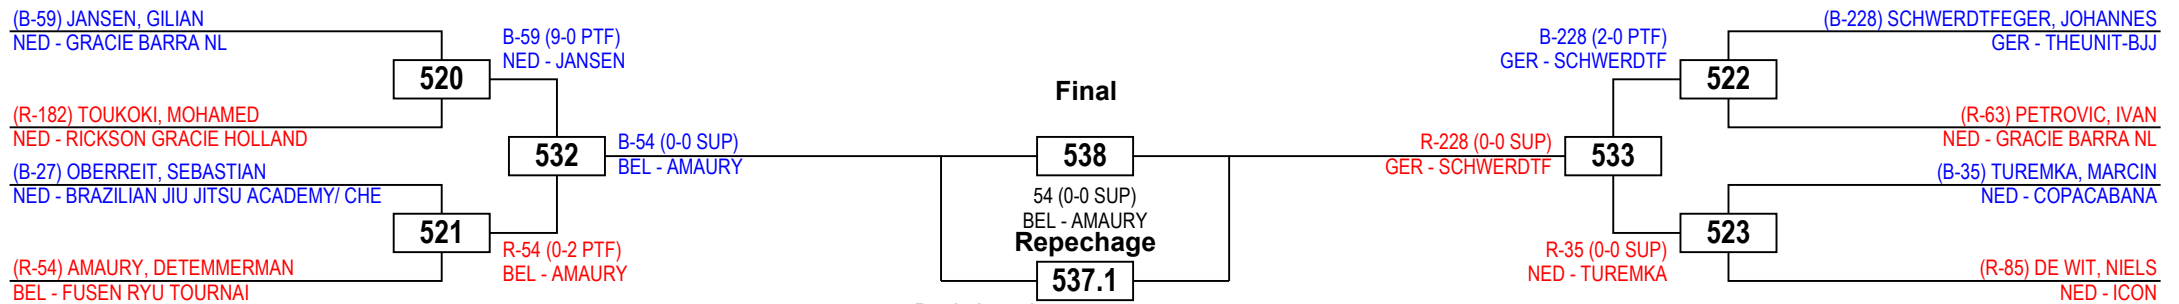 (B-59) JANSEN, GILIAN
NED - GRACIE BARRA NL
520
(R-182) TOUKOKI, MOHAMED
NED - RICKSON GRACIE HOLLAND
(B-27) OBERREIT, SEBASTIAN
NED - BRAZILIAN JIU JITSU ACADEMY/ CHE
521
(R-54) AMAURY, DETEMMERMAN
BEL - FUSEN RYU TOURNAI
B-59 (9-0 PTF)
NED - JANSEN
532
R-54 (0-2 PTF)
BEL - AMAURY
B-54 (0-0 SUP)
BEL - AMAURY
Final
538
54 (0-0 SUP)
BEL - AMAURY
Repechage
537.1
R-228 (0-0 SUP)
GER - SCHWERDTF
533
B-228 (2-0 PTF)
GER - SCHWERDTF
R-35 (0-0 SUP)
NED - TUREMKA
(B-228) SCHWERDTFEGER, JOHANNES
GER - THEUNIT-BJJ
522
(R-63) PETROVIC, IVAN
NED - GRACIE BARRA NL
(B-35) TUREMKA, MARCIN
NED - COPACABANA
523
(R-85) DE WIT, NIELS
NED - ICON